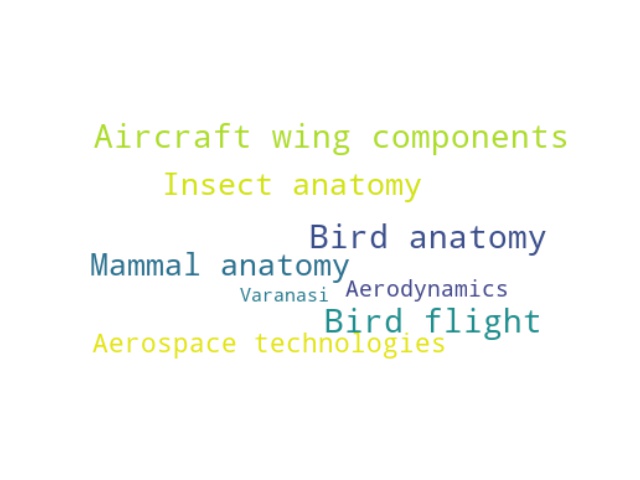 Aircraft wing components
Insect anatomy
Bird anatomy
Mammal anatomy
Aerodynamics
Varanasi
Bird flight
Aerospace technologies